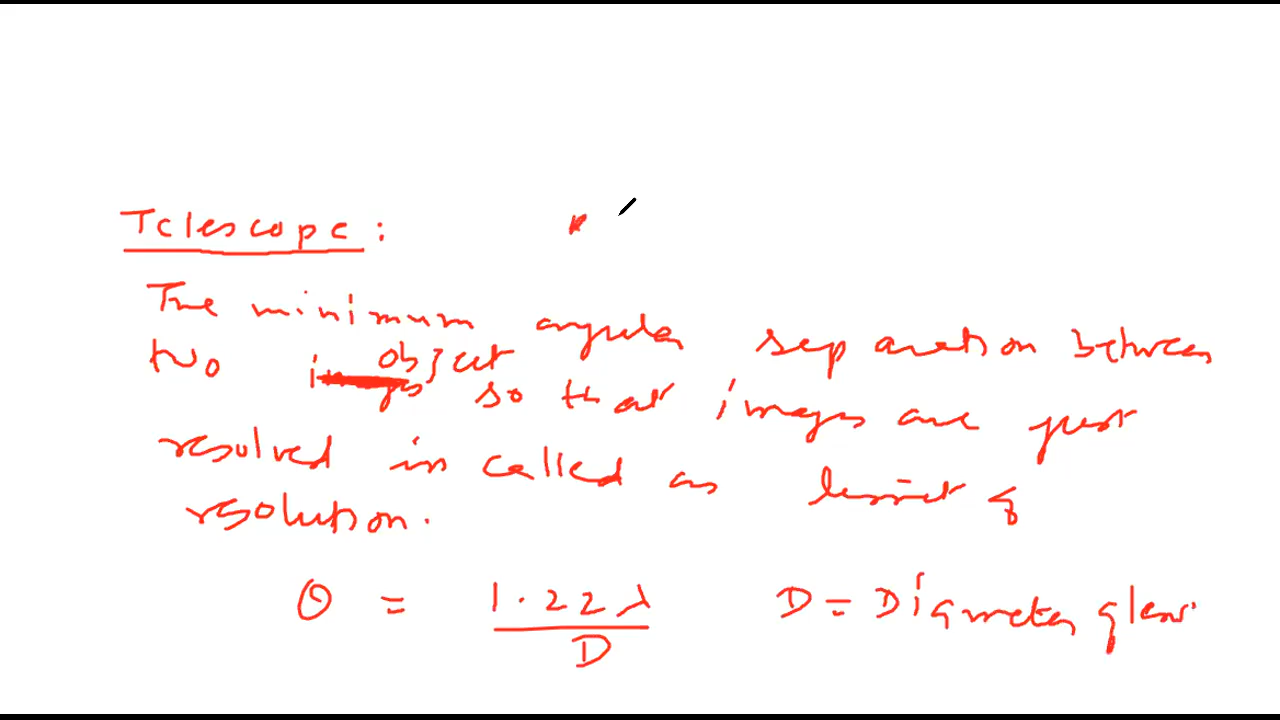 Telescope :
The minimum angular separation between
two object so that images are just
resolved is called as limit of
resolution.
θ = 1.22λ / D D = Diameter of lens.